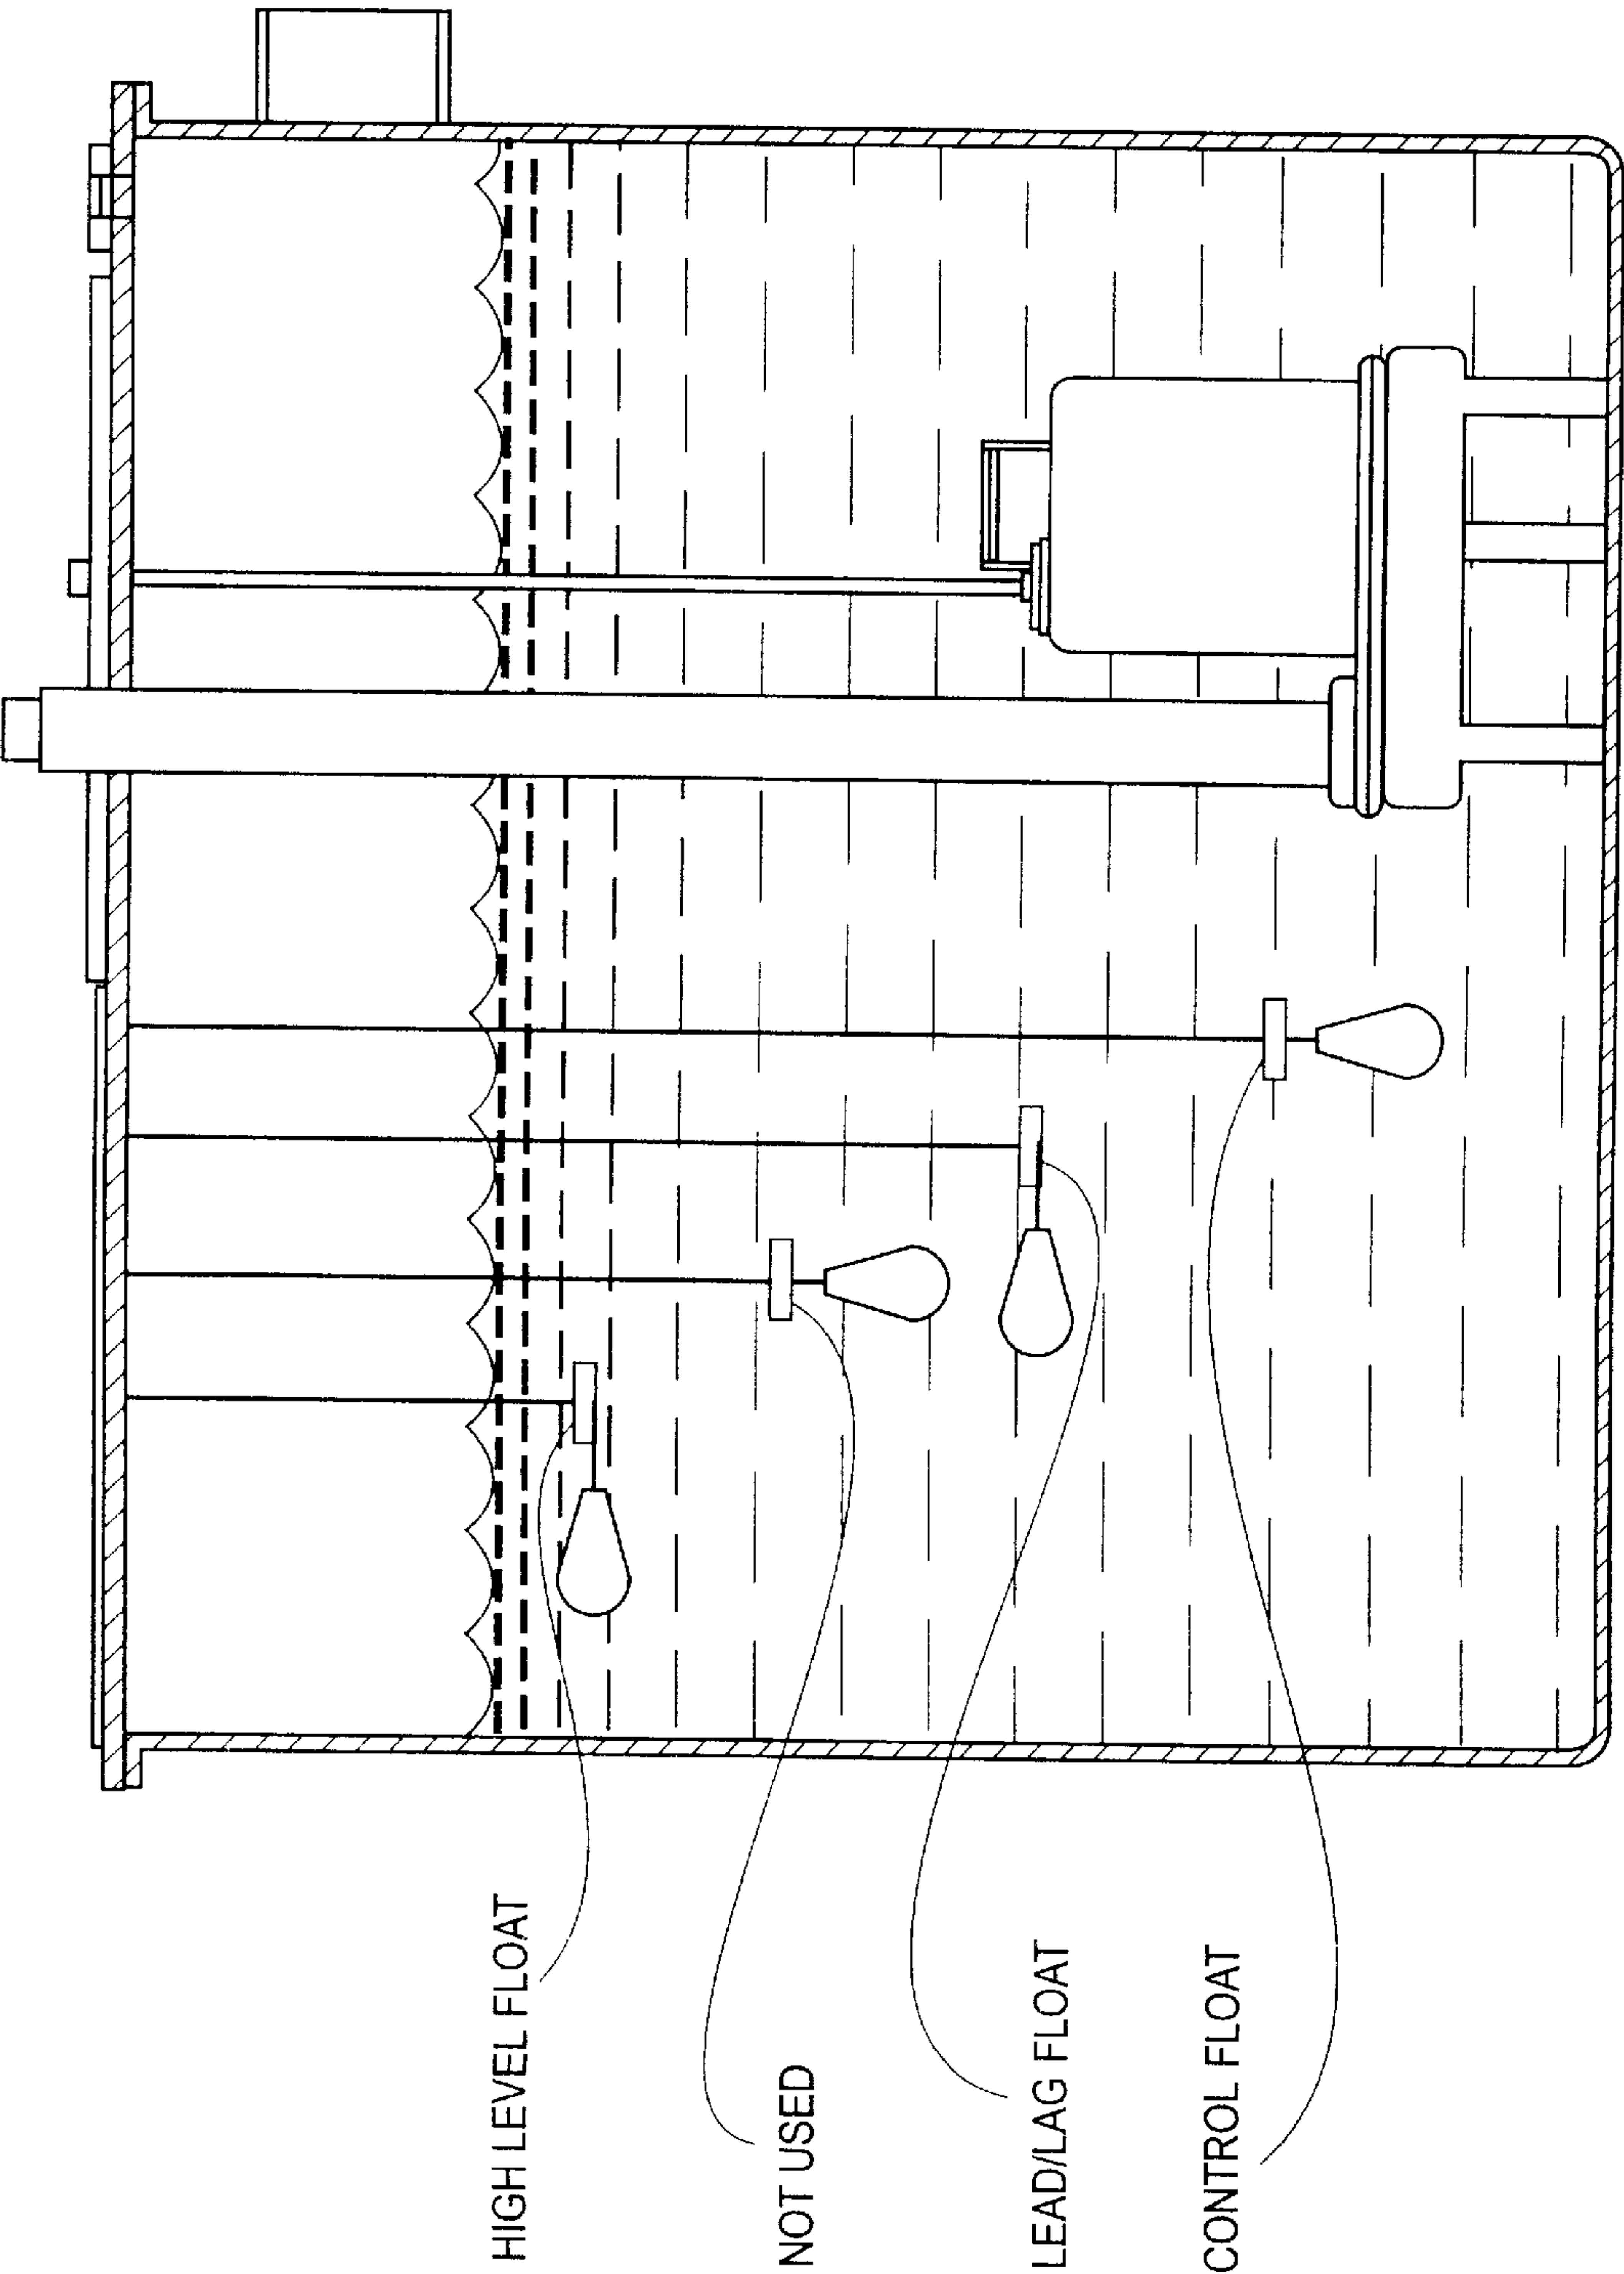 HIGH LEVEL FLOAT
NOT USED
LEAD/LAG FLOAT
CONTROL FLOAT